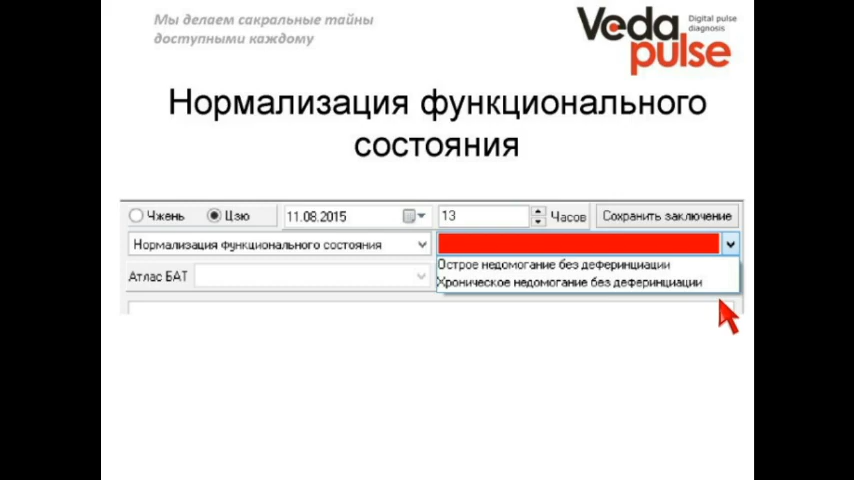 Мы делаем сакральные тайны
доступными каждому
Veda
pulse
Digital pulse
diagnosis
Нормализация функционального
состояния
Чжень Цзю 11.08.2015 13 Часов Сохранить заключение
Нормализация функционального состояния
Острое недомогание без деферинциации
Атлас БАТ
Хроническое недомогание без деферинциации